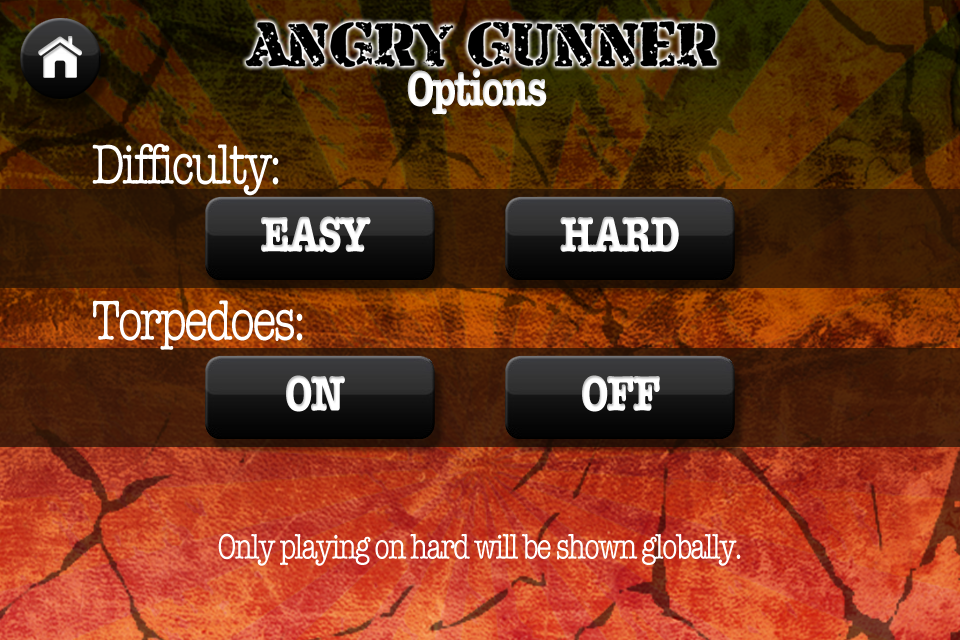 ANGRY GUNNER
Options
Difficulty:
EASY HARD
Torpedoes:
ON OFF
Only playing on hard will be shown globally.